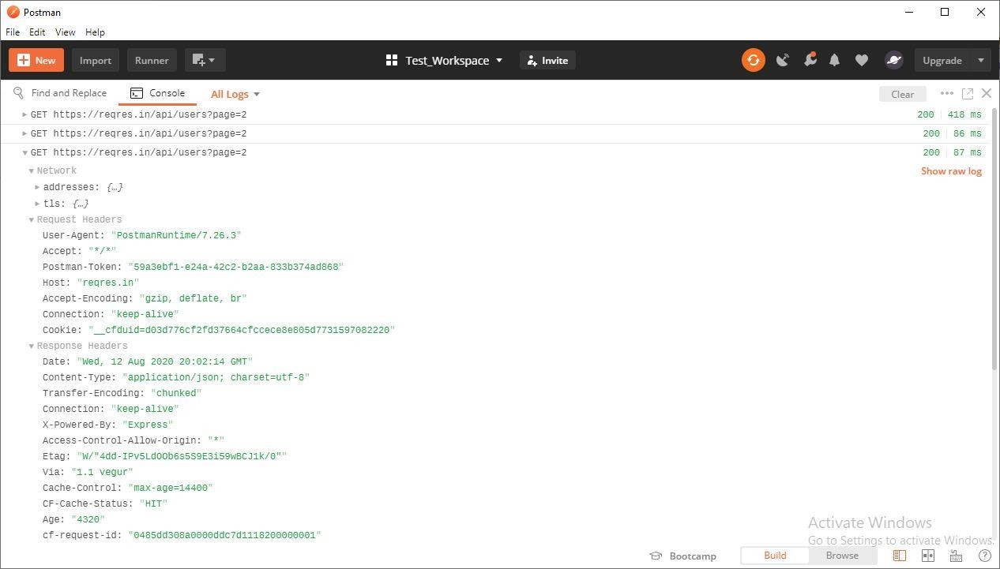 Postman
File Edit View Help
New Import Runner Test_Workspace Invite Upgrade
Find and Replace Console All Logs Clear
GET https://reqres.in/api/users?page=2 200 418 ms
GET https://reqres.in/api/users?page=2 200 86 ms
GET https://reqres.in/api/users?page=2 200 87 ms
Network Show raw log
addresses: {…}
tls: {…}
Request Headers
User-Agent: "PostmanRuntime/7.26.3"
Accept: "*/*"
Postman-Token: "59a3ebf1-e24a-42c2-b2aa-833b374ad868"
Host: "reqres.in"
Accept-Encoding: "gzip, deflate, br"
Connection: "keep-alive"
Cookie: "__cfduid=d03d776cf2fd37664cfccece8e805d7731597082220"
Response Headers
Date: "Wed, 12 Aug 2020 20:02:14 GMT"
Content-Type: "application/json; charset=utf-8"
Transfer-Encoding: "chunked"
Connection: "keep-alive"
X-Powered-By: "Express"
Access-Control-Allow-Origin: "*"
Etag: "W/"4dd-IPv5LdOOb6s5S9E3i59wBCJ1k/0""
Via: "1.1 vegur"
Cache-Control: "max-age=14400"
CF-Cache-Status: "HIT"
Age: "4320"
cf-request-id: "0485dd308a0000ddc7d1118200000001"
Activate Windows
Go to Settings to activate Windows.
Bootcamp Build Browse